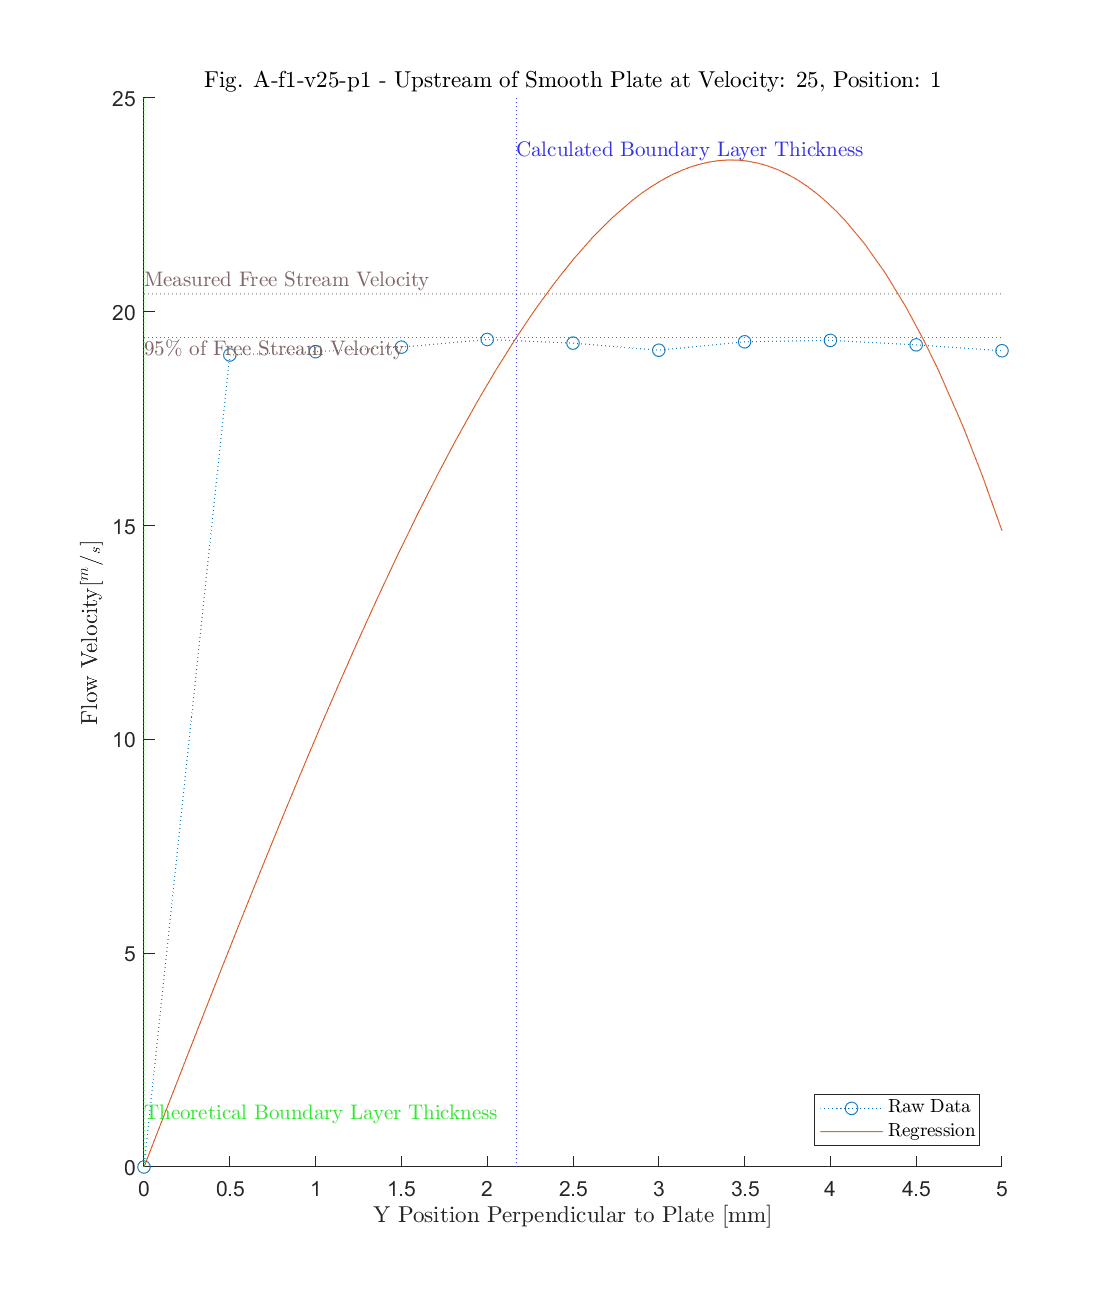 Fig. A-f1-v25-p1 - Upstream of Smooth Plate at Velocity: 25, Position: 1
25
Calculated Boundary Layer Thickness
Measured Free Stream Velocity
20
95% of Free Stream Velocity
15
Flow Velocity[m/s]
10
5
Theoretical Boundary Layer Thickness
Raw Data
Regression
0
0 0.5 1 1.5 2 2.5 3 3.5 4 4.5 5
Y Position Perpendicular to Plate [mm]